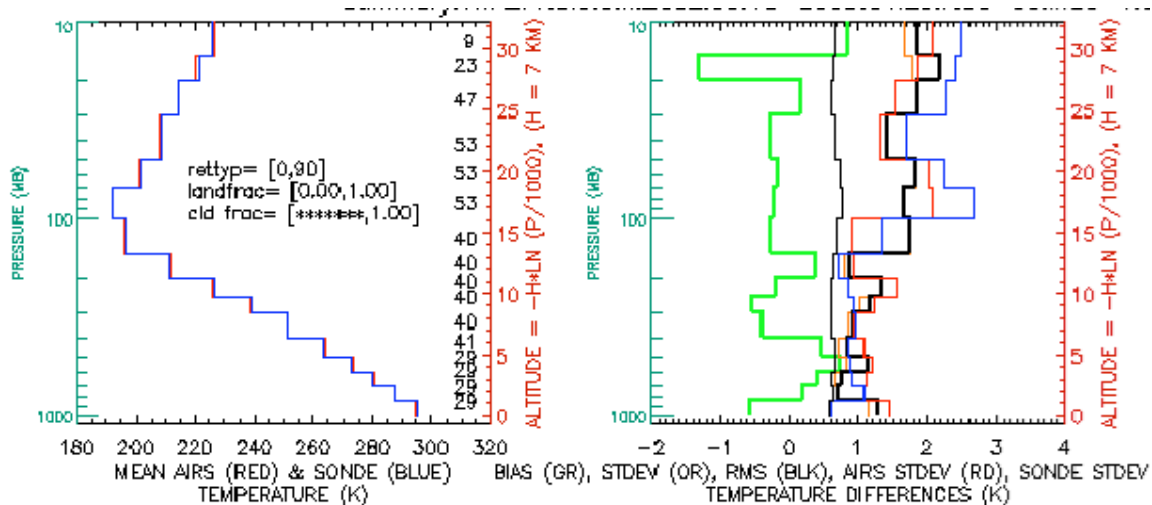 10
100
1000
PRESSURE (MB)
9
23
47
53
53
53
40
40
40
40
41
29
29
29
29
rettyp= [0,90]
landfrac= [0.00,1.00]
cld frac= [*******,1.00]
30
25
20
15
10
5
0
ALTITUDE = -H*LN (P/100Ω), (H = 7 KM)
180 200 220 240 260 280 300 320
MEAN AIRS (RED) & SONDE (BLUE)
TEMPERATURE (K)
10
100
1000
PRESSURE (MB)
30
25
20
15
10
5
0
ALTITUDE = -H*LN (P/100Ω), (H = 7 KM)
-2 -1 0 1 2 3 4
BIAS (GR), STDEV (OR), RMS (BLK), AIRS STDEV (RD), SONDE STDEV
TEMPERATURE DIFFERENCES (K)